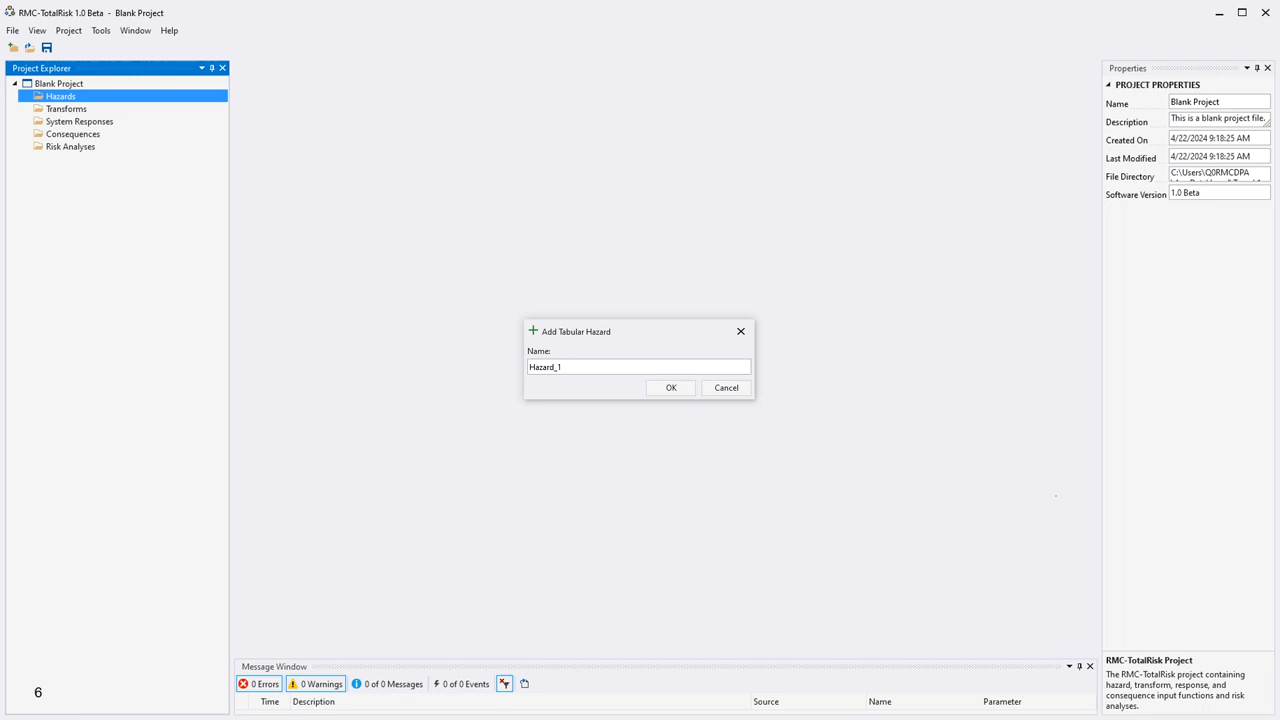 RMC-TotalRisk 1.0 Beta - Blank Project
File View Project Tools Window Help
Project Explorer
Blank Project
Hazards
Transforms
System Responses
Consequences
Risk Analyses
6
Add Tabular Hazard
Name:
Hazard_1
OK Cancel
Message Window
0 Errors 0 Warnings 0 of 0 Messages 0 of 0 Events
Time Description Source Name Parameter
Properties
PROJECT PROPERTIES
Name Blank Project
Description This is a blank project file.
Created On 4/22/2024 9:18:25 AM
Last Modified 4/22/2024 9:18:25 AM
File Directory C:\Users\Q0RMCDPA
Software Version 1.0 Beta
RMC-TotalRisk Project
The RMC-TotalRisk project containing
hazard, transform, response, and
consequence input functions and risk
analyses.